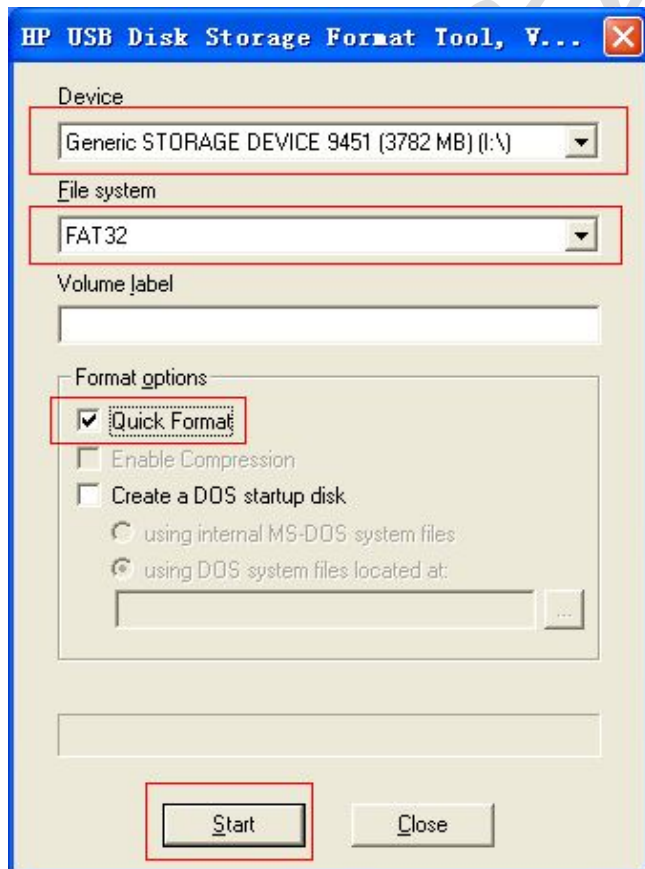 HP USB Disk Storage Format Tool, V...
Device
Generic STORAGE DEVICE 9451 (3782 MB) (I:\)
File system
FAT32
Volume label
Format options
Quick Format
Enable Compression
Create a DOS startup disk
using internal MS-DOS system files
using DOS system files located at:
...
Start Close